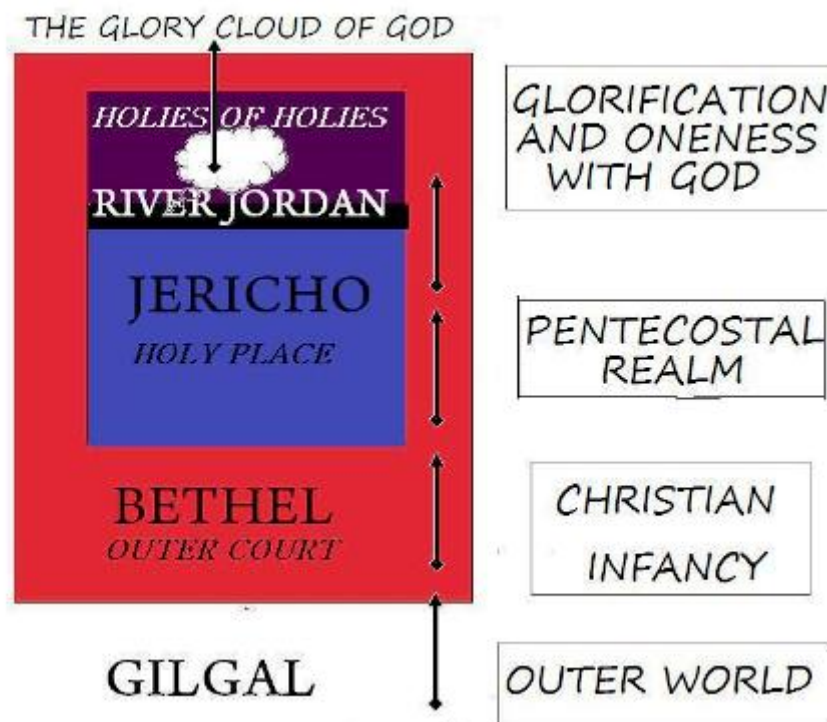 THE GLORY CLOUD OF GOD
HOLIES OF HOLIES
RIVER JORDAN
JERICHO
HOLY PLACE
BETHEL
OUTER COURT
GILGAL
GLORIFICATION
AND ONENESS
WITH GOD
PENTECOSTAL
REALM
CHRISTIAN
INFANCY
OUTER WORLD